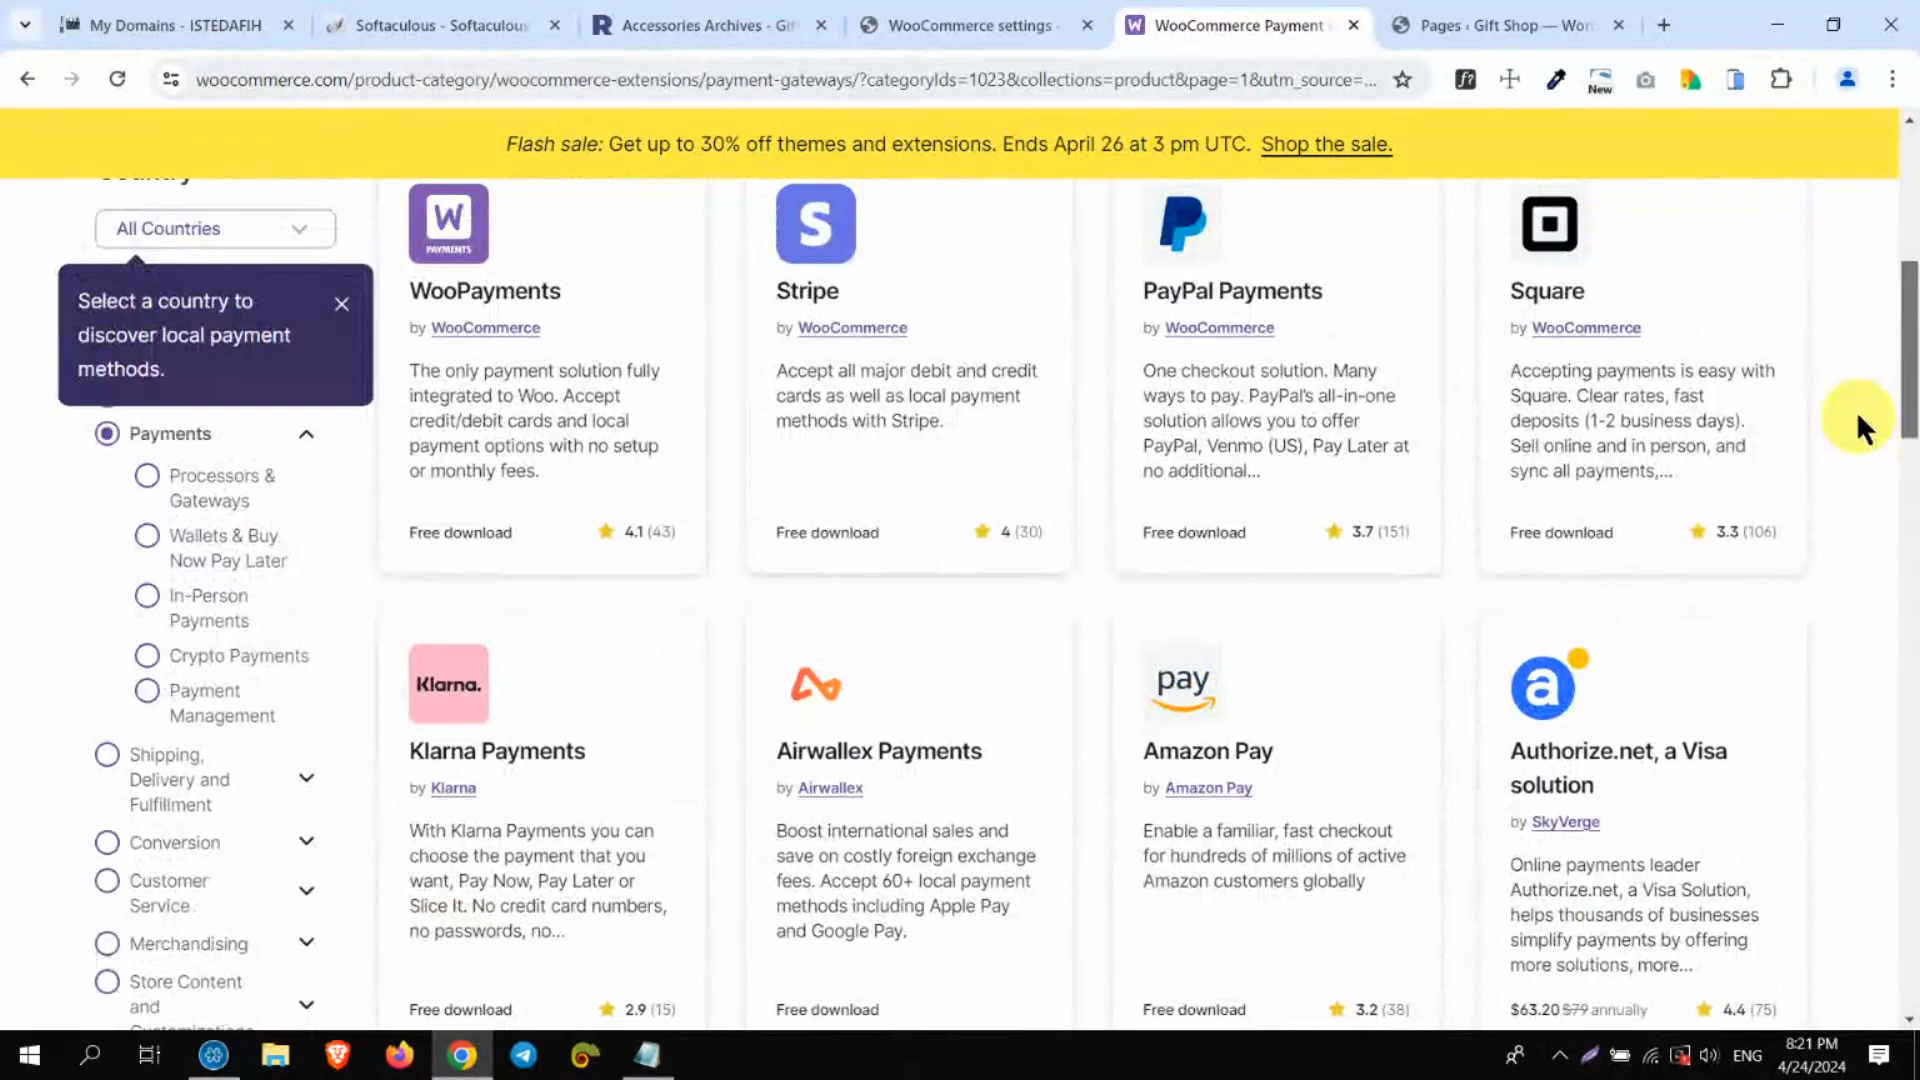 My Domains - ISTEDAFIH
Softaculous - Softaculous
Accessories Archives - Gif
WooCommerce settings
WooCommerce Payment
Pages ‹ Gift Shop — Wor
woocommerce.com/product-category/woocommerce-extensions/payment-gateways/?categoryIds=1023&collections=product&page=1&utm_source=...
New
Flash sale: Get up to 30% off themes and extensions. Ends April 26 at 3 pm UTC. Shop the sale.
Country
All Countries
Select a country to
discover local payment
methods.
Payments
Processors &
Gateways
Wallets & Buy
Now Pay Later
In-Person
Payments
Crypto Payments
Payment
Management
Shipping,
Delivery and
Fulfillment
Conversion
Customer
Service
Merchandising
Store Content
and
Customizations
W
PAYMENTS
WooPayments
by WooCommerce
The only payment solution fully
integrated to Woo. Accept
credit/debit cards and local
payment options with no setup
or monthly fees.
Free download
4.1 (43)
S
Stripe
by WooCommerce
Accept all major debit and credit
cards as well as local payment
methods with Stripe.
Free download
4 (30)
PayPal Payments
by WooCommerce
One checkout solution. Many
ways to pay. PayPal's all-in-one
solution allows you to offer
PayPal, Venmo (US), Pay Later at
no additional...
Free download
3.7 (151)
Square
by WooCommerce
Accepting payments is easy with
Square. Clear rates, fast
deposits (1-2 business days).
Sell online and in person, and
sync all payments,...
Free download
3.3 (106)
Klarna.
Klarna Payments
by Klarna
With Klarna Payments you can
choose the payment that you
want, Pay Now, Pay Later or
Slice It. No credit card numbers,
no passwords, no...
Free download
2.9 (15)
Airwallex Payments
by Airwallex
Boost international sales and
save on costly foreign exchange
fees. Accept 60+ local payment
methods including Apple Pay
and Google Pay.
Free download
pay
Amazon Pay
by Amazon Pay
Enable a familiar, fast checkout
for hundreds of millions of active
Amazon customers globally
Free download
3.2 (38)
a
Authorize.net, a Visa
solution
by SkyVerge
Online payments leader
Authorize.net, a Visa Solution,
helps thousands of businesses
simplify payments by offering
more solutions, more...
$63.20 $79 annually
4.4 (75)
ENG
8:21 PM
4/24/2024